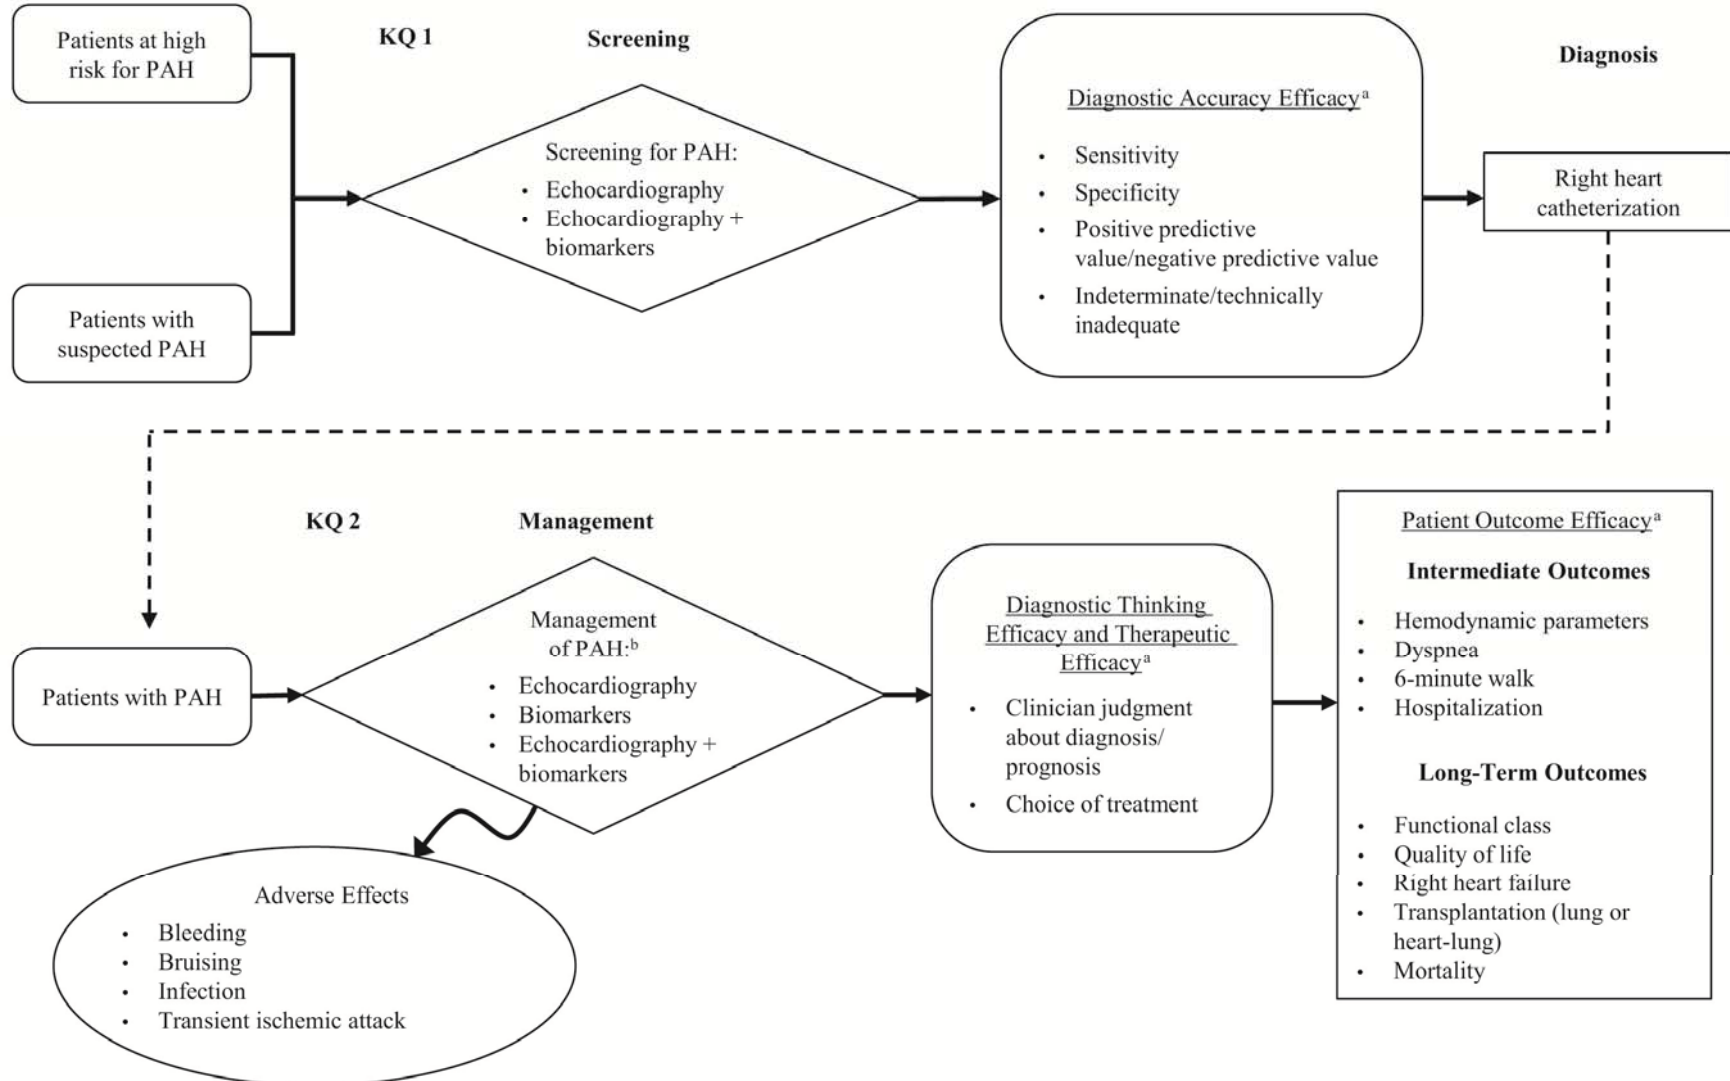 Patients at high
risk for PAH
KQ 1
Screening
Diagnosis
Screening for PAH:
• Echocardiography
• Echocardiography +
biomarkers
Diagnostic Accuracy Efficacyᵃ
• Sensitivity
• Specificity
• Positive predictive
value/negative predictive value
• Indeterminate/technically
inadequate
Right heart
catheterization
Patients with
suspected PAH
KQ 2
Management
Patients with PAH
Management
of PAH:ᵇ
• Echocardiography
• Biomarkers
• Echocardiography +
biomarkers
Diagnostic Thinking
Efficacy and Therapeutic
Efficacyᵃ
• Clinician judgment
about diagnosis/
prognosis
• Choice of treatment
Patient Outcome Efficacyᵃ
Intermediate Outcomes
• Hemodynamic parameters
• Dyspnea
• 6-minute walk
• Hospitalization
Long-Term Outcomes
• Functional class
• Quality of life
• Right heart failure
• Transplantation (lung or
heart-lung)
• Mortality
Adverse Effects
• Bleeding
• Bruising
• Infection
• Transient ischemic attack